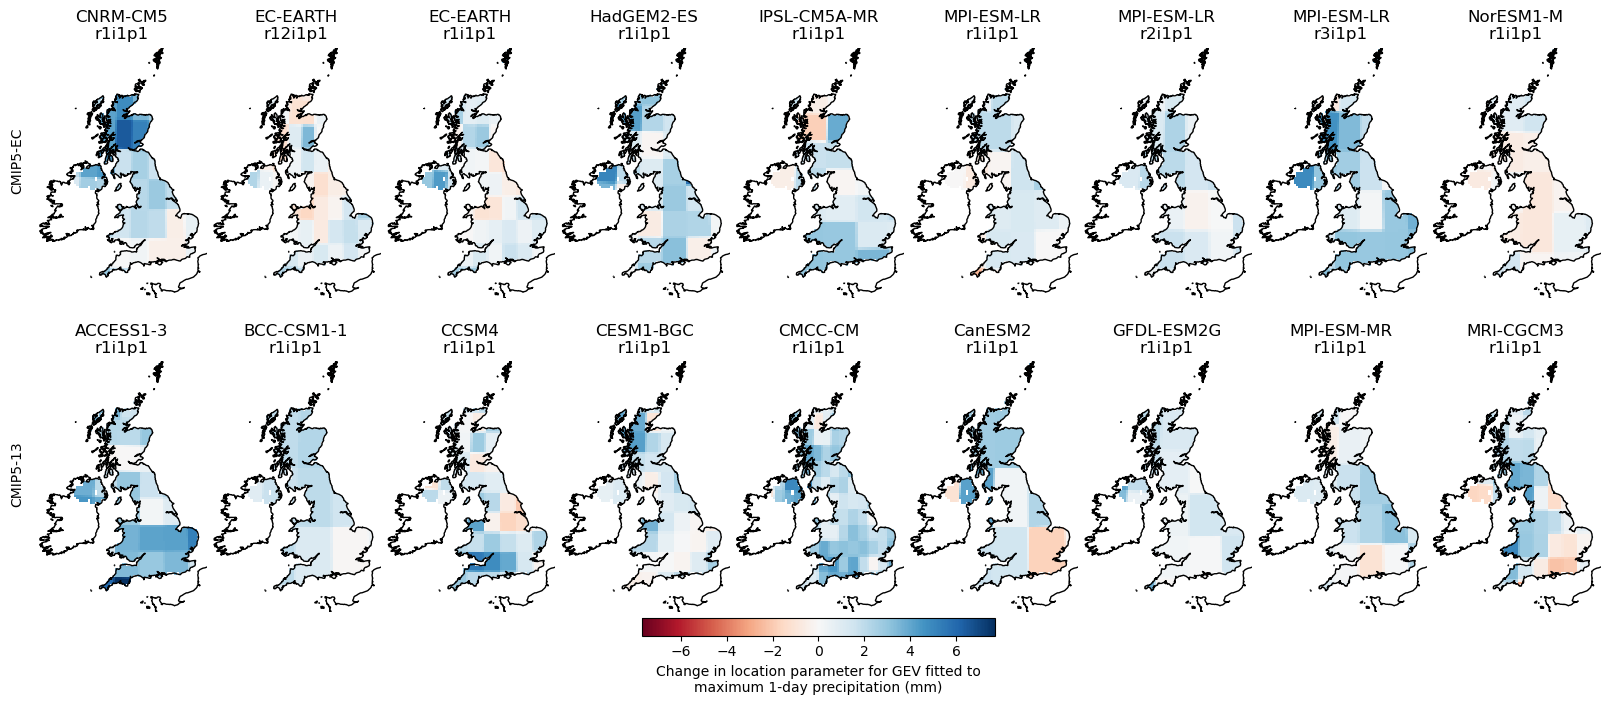 CNRM-CM5
r1i1p1
EC-EARTH
r12i1p1
EC-EARTH
r1i1p1
HadGEM2-ES
r1i1p1
IPSL-CM5A-MR
r1i1p1
MPI-ESM-LR
r1i1p1
MPI-ESM-LR
r2i1p1
MPI-ESM-LR
r3i1p1
NorESM1-M
r1i1p1
CMIP5-EC
ACCESS1-3
r1i1p1
BCC-CSM1-1
r1i1p1
CCSM4
r1i1p1
CESM1-BGC
r1i1p1
CMCC-CM
r1i1p1
CanESM2
r1i1p1
GFDL-ESM2G
r1i1p1
MPI-ESM-MR
r1i1p1
MRI-CGCM3
r1i1p1
CMIP5-13
−6 −4 −2 0 2 4 6
Change in location parameter for GEV fitted to
maximum 1-day precipitation (mm)